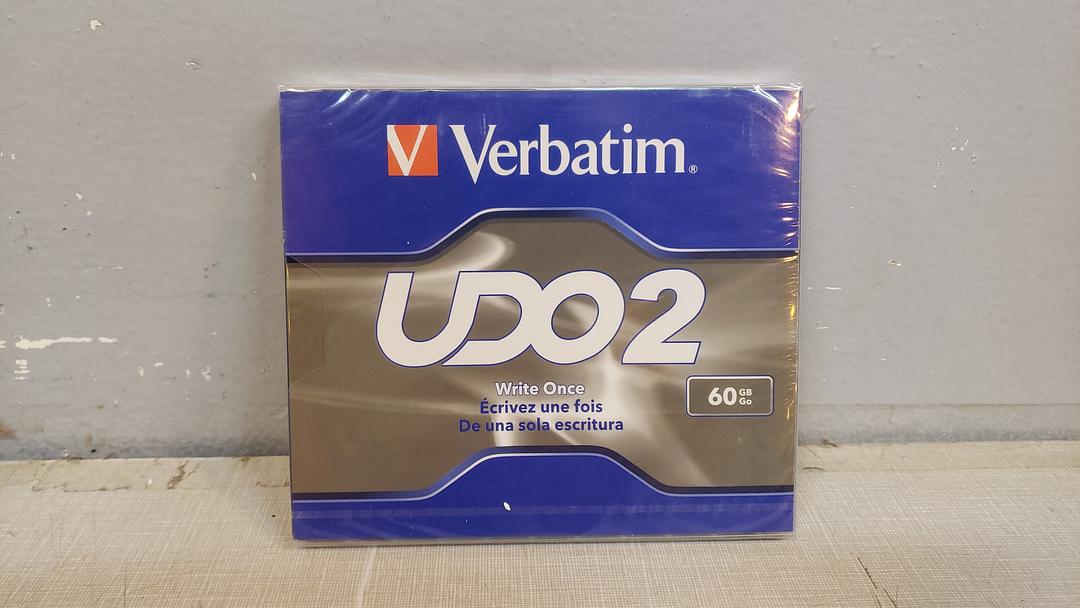 V Verbatim®
UDO2
Write Once
Écrivez une fois
De una sola escritura
60 GB
Go